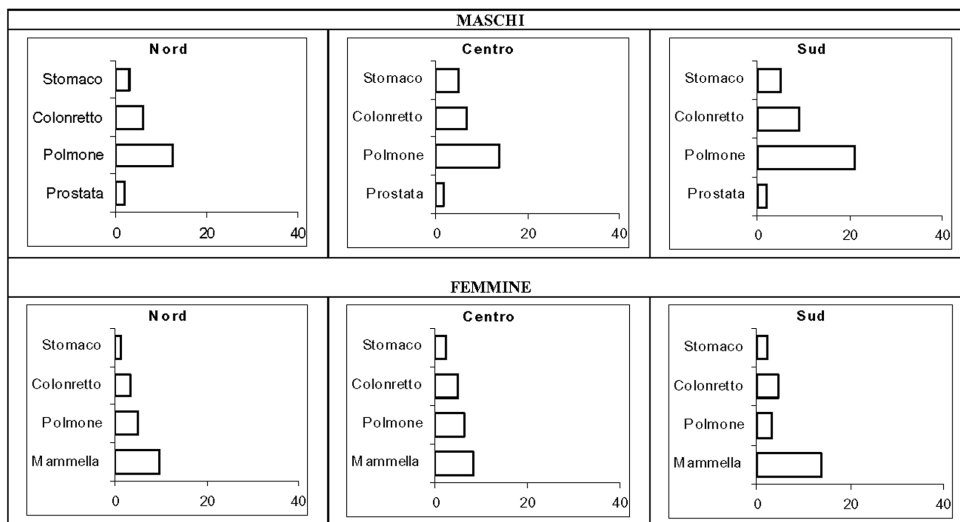 MASCHI
Nord
Stomaco
Colonretto
Polmone
Prostata
0 20 40
Centro
Stomaco
Colonretto
Polmone
Prostata
0 20 40
Sud
Stomaco
Colonretto
Polmone
Prostata
0 20 40
FEMMINE
Nord
Stomaco
Colonretto
Polmone
Mammella
0 20 40
Centro
Stomaco
Colonretto
Polmone
Mammella
0 20 40
Sud
Stomaco
Colonretto
Polmone
Mammella
0 20 40